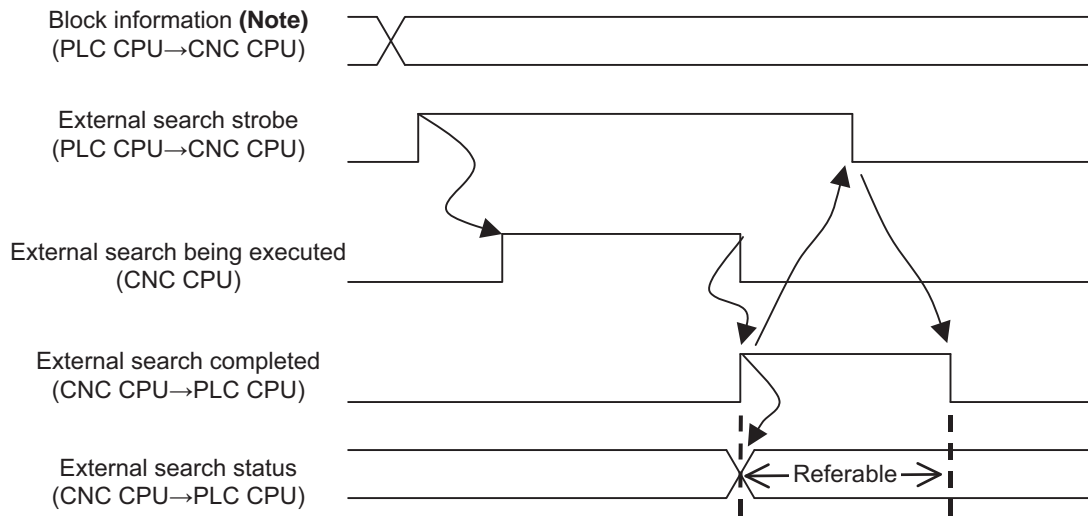 Block information (Note)
(PLC CPU→CNC CPU)
External search strobe
(PLC CPU→CNC CPU)
External search being executed
(CNC CPU)
External search completed
(CNC CPU→PLC CPU)
External search status
(CNC CPU→PLC CPU)
Referable